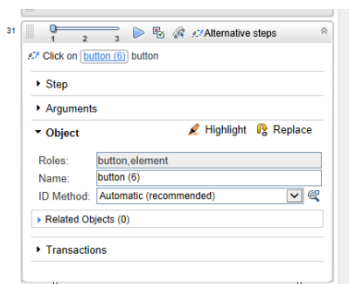 31
1 2 3 Alternative steps
Click on button (6) button
Step
Arguments
Object Highlight Replace
Roles: button,element
Name: button (6)
ID Method: Automatic (recommended)
Related Objects (0)
Transactions